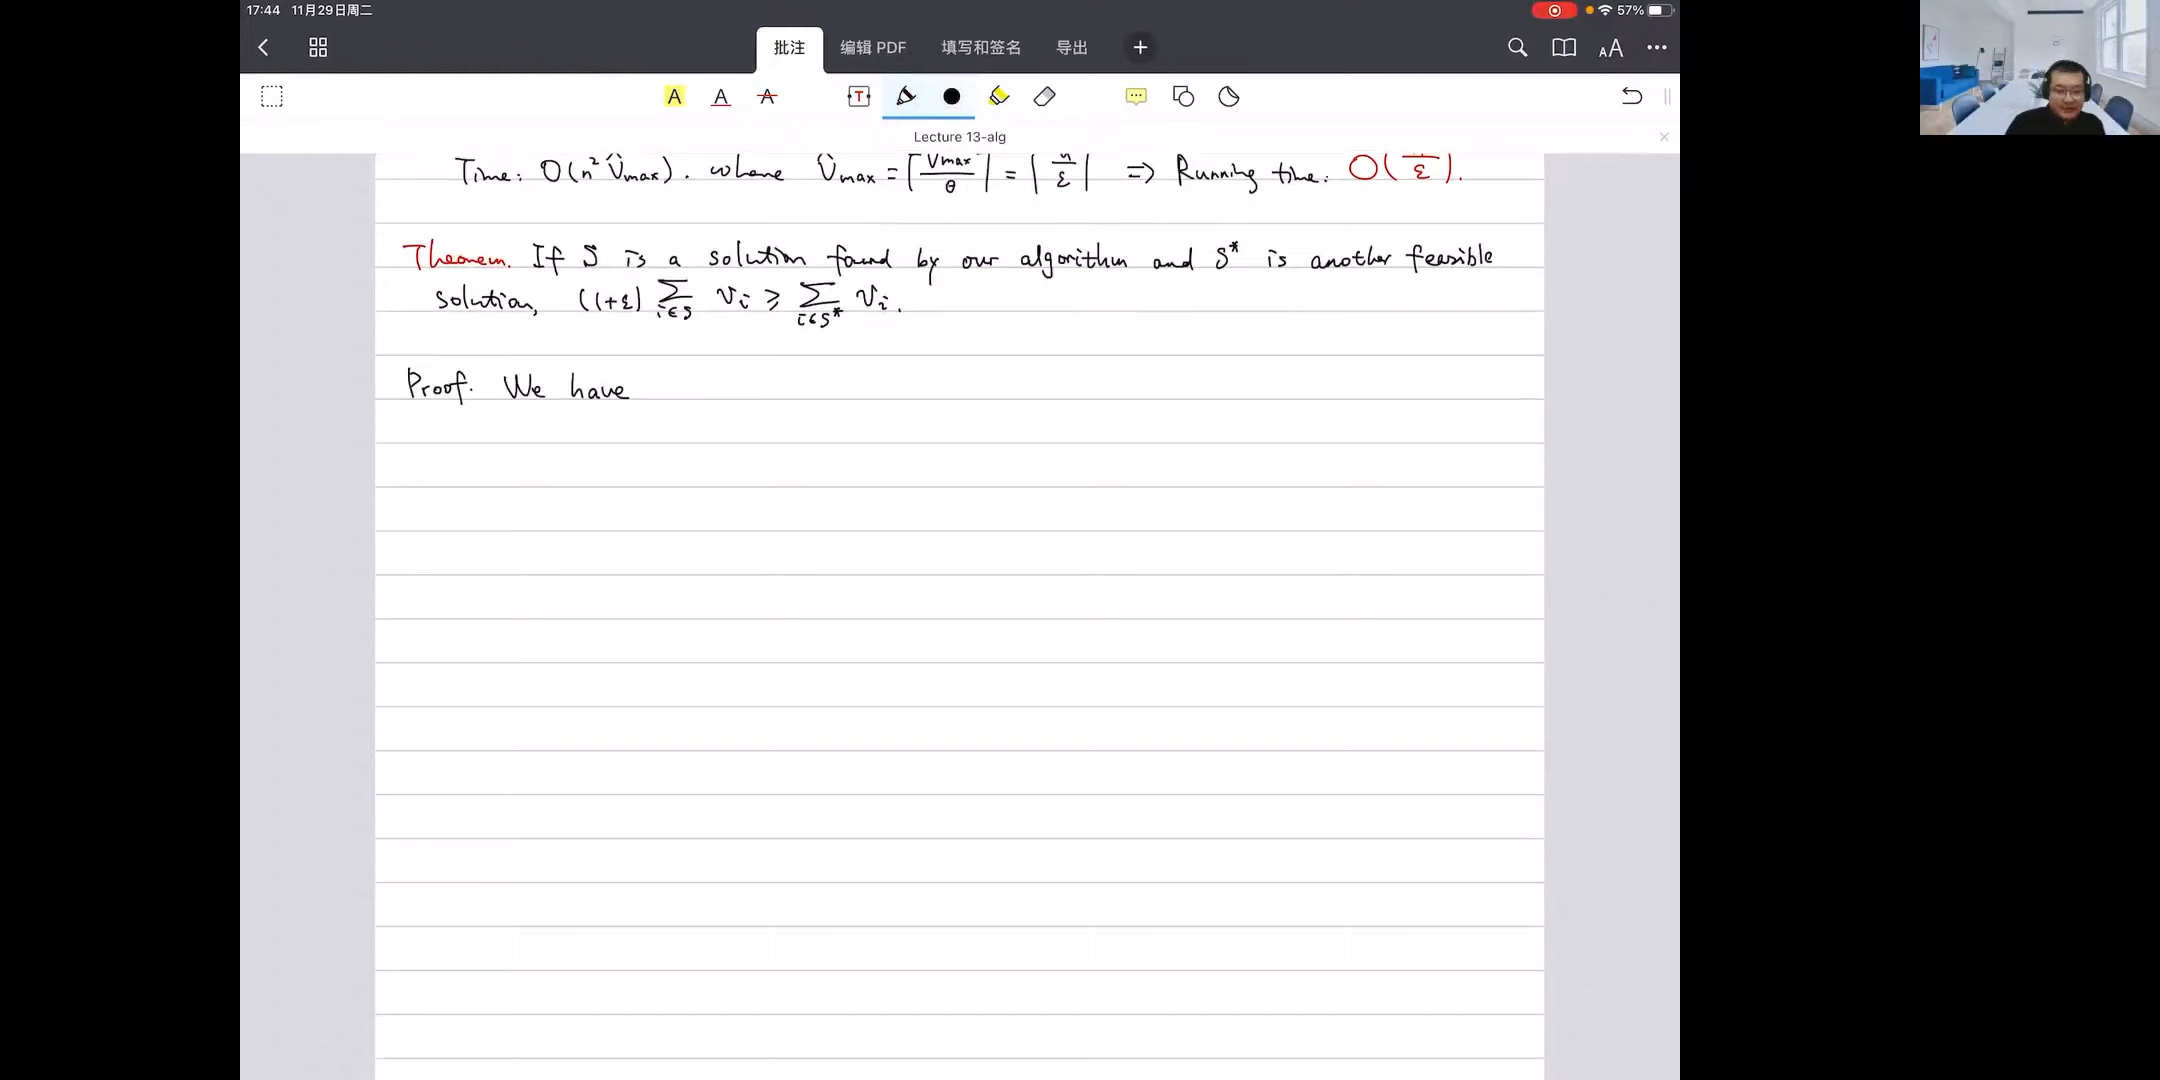 17:44 11月29日周二
57%
批注 编辑 PDF 填写和签名 导出
AA
A A A T
Lecture 13-alg
Time: O(n² V̂max). where V̂max = ⌈Vmax/θ⌉ = ⌈n/ε⌉ ⇒ Running time: O( /ε).
Theorem. If S is a solution found by our algorithm and S* is another feasible
solution, (1+ε) ∑i∈S vi ≥ ∑i∈S* vi.
Proof. We have